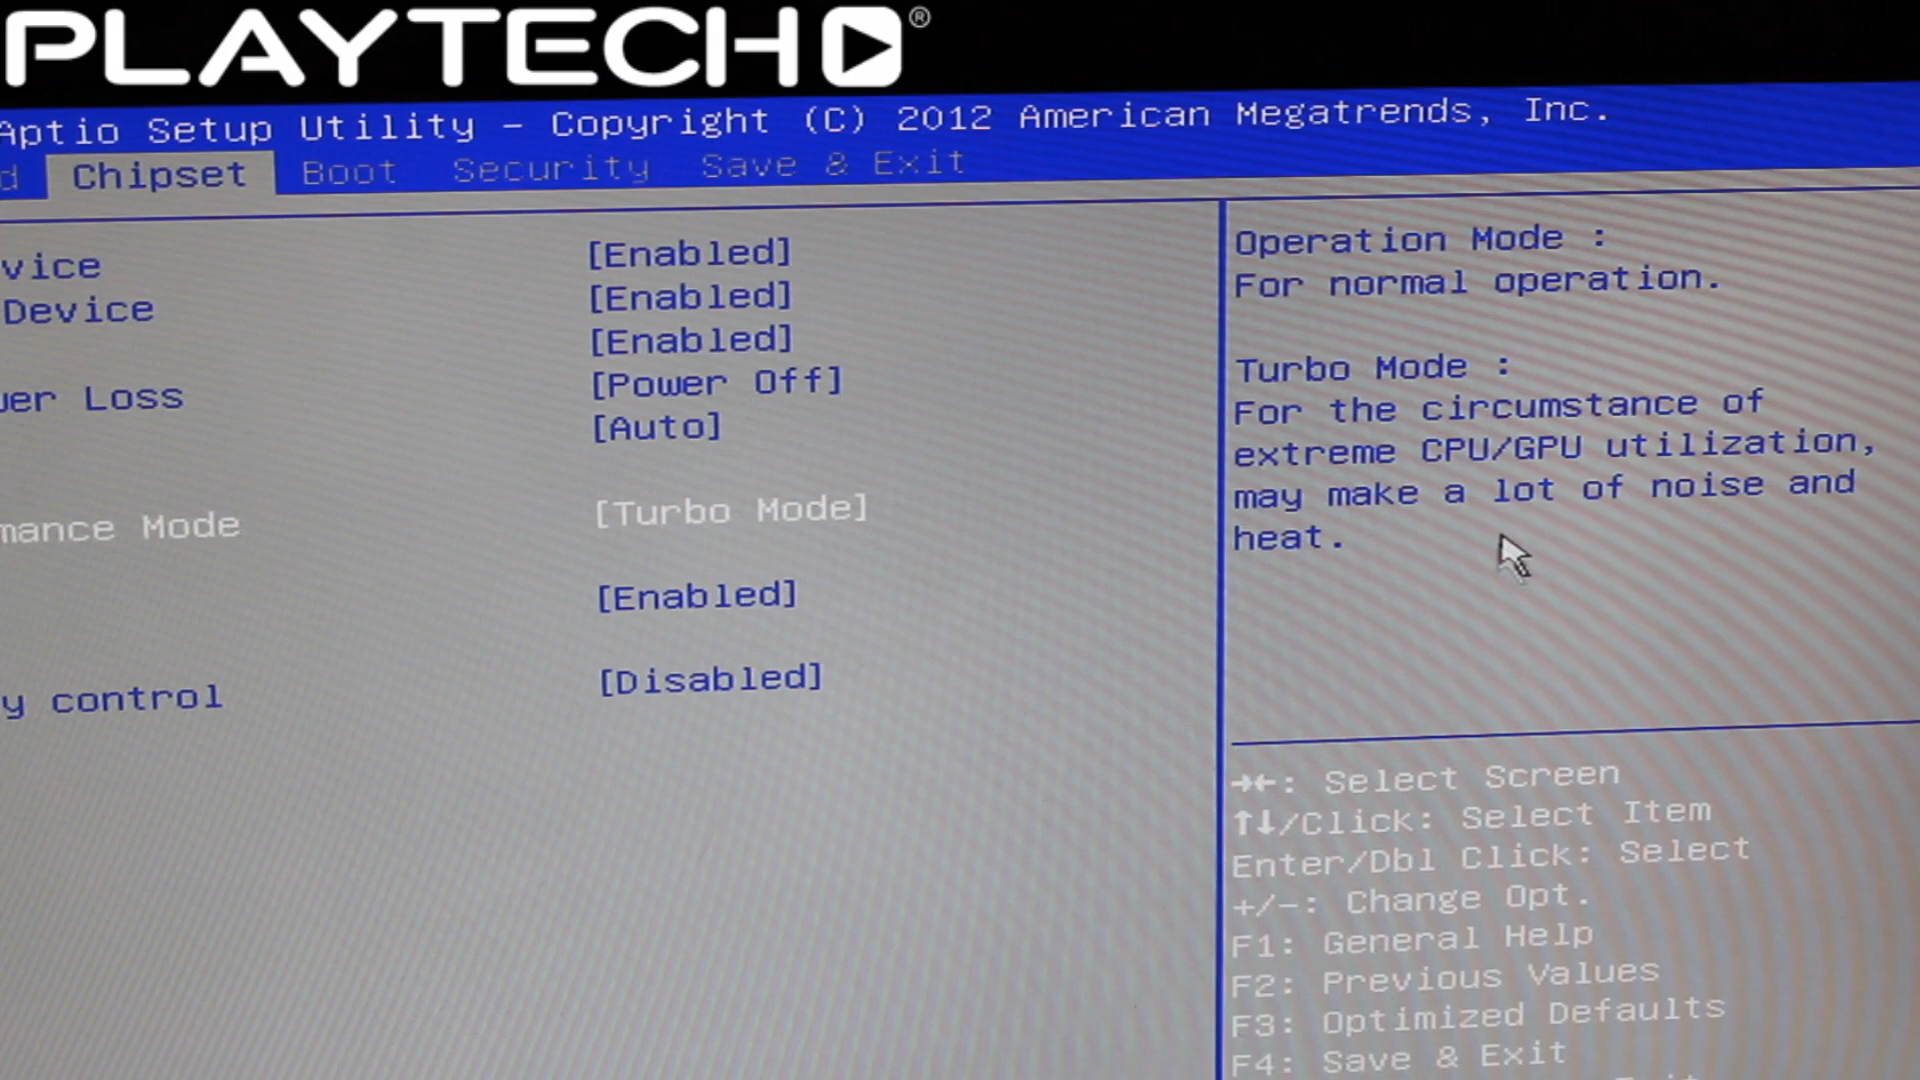 PLAYTECH ®
Aptio Setup Utility - Copyright (C) 2012 American Megatrends, Inc.
d Chipset Boot Security Save & Exit
vice [Enabled]
Device [Enabled]
[Enabled]
wer Loss [Power Off]
[Auto]
mance Mode [Turbo Mode]
[Enabled]
y control [Disabled]
Operation Mode :
For normal operation.
Turbo Mode :
For the circumstance of
extreme CPU/GPU utilization,
may make a lot of noise and
heat.
→←: Select Screen
↑↓/Click: Select Item
Enter/Dbl Click: Select
+/-: Change Opt.
F1: General Help
F2: Previous Values
F3: Optimized Defaults
F4: Save & Exit